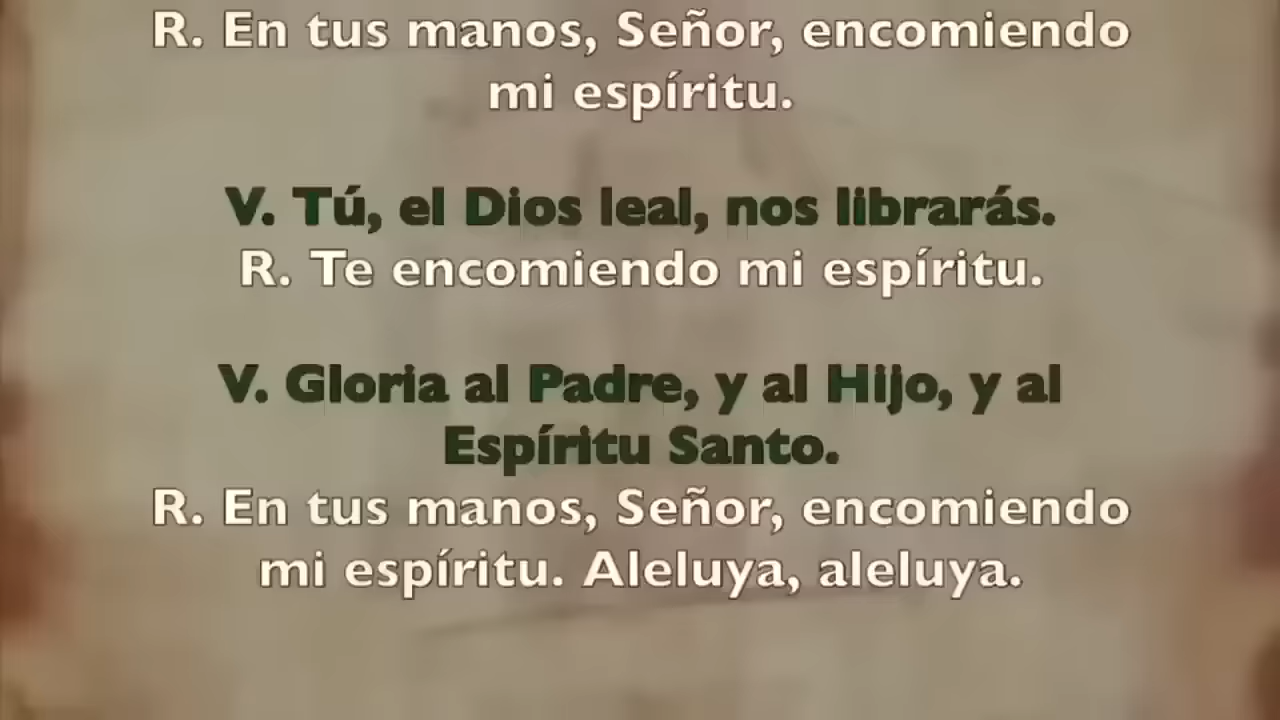 R. En tus manos, Señor, encomiendo
mi espíritu.
V. Tú, el Dios leal, nos librarás.
R. Te encomiendo mi espíritu.
V. Gloria al Padre, y al Hijo, y al
Espíritu Santo.
R. En tus manos, Señor, encomiendo
mi espíritu. Aleluya, aleluya.